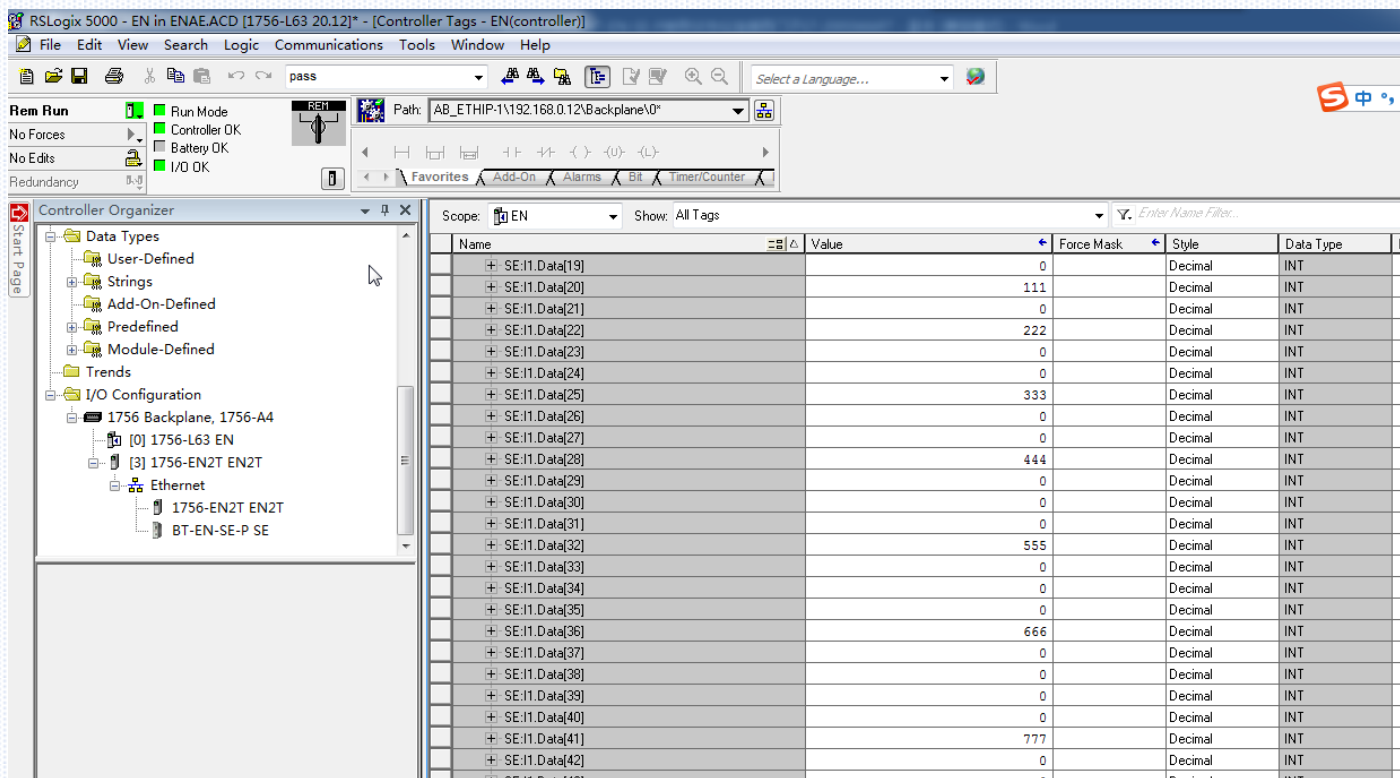 RSLogix 5000 - EN in ENAE.ACD [1756-L63 20.12]* - [Controller Tags - EN(controller)]
File Edit View Search Logic Communications Tools Window Help
pass
Select a Language...
中 °,
Rem Run
No Forces
No Edits
Redundancy
Run Mode
Controller OK
Battery OK
I/O OK
REM
Path: AB_ETHIP-1\192.168.0.12\Backplane\0*
Favorites Add-On Alarms Bit Timer/Counter
Start Page
Controller Organizer
Data Types
User-Defined
Strings
Add-On-Defined
Predefined
Module-Defined
Trends
I/O Configuration
1756 Backplane, 1756-A4
[0] 1756-L63 EN
[3] 1756-EN2T EN2T
Ethernet
1756-EN2T EN2T
BT-EN-SE-P SE
Scope: EN Show: All Tags Enter Name Filter...
Name Value Force Mask Style Data Type
SE:I1.Data[19] 0 Decimal INT
SE:I1.Data[20] 111 Decimal INT
SE:I1.Data[21] 0 Decimal INT
SE:I1.Data[22] 222 Decimal INT
SE:I1.Data[23] 0 Decimal INT
SE:I1.Data[24] 0 Decimal INT
SE:I1.Data[25] 333 Decimal INT
SE:I1.Data[26] 0 Decimal INT
SE:I1.Data[27] 0 Decimal INT
SE:I1.Data[28] 444 Decimal INT
SE:I1.Data[29] 0 Decimal INT
SE:I1.Data[30] 0 Decimal INT
SE:I1.Data[31] 0 Decimal INT
SE:I1.Data[32] 555 Decimal INT
SE:I1.Data[33] 0 Decimal INT
SE:I1.Data[34] 0 Decimal INT
SE:I1.Data[35] 0 Decimal INT
SE:I1.Data[36] 666 Decimal INT
SE:I1.Data[37] 0 Decimal INT
SE:I1.Data[38] 0 Decimal INT
SE:I1.Data[39] 0 Decimal INT
SE:I1.Data[40] 0 Decimal INT
SE:I1.Data[41] 777 Decimal INT
SE:I1.Data[42] 0 Decimal INT